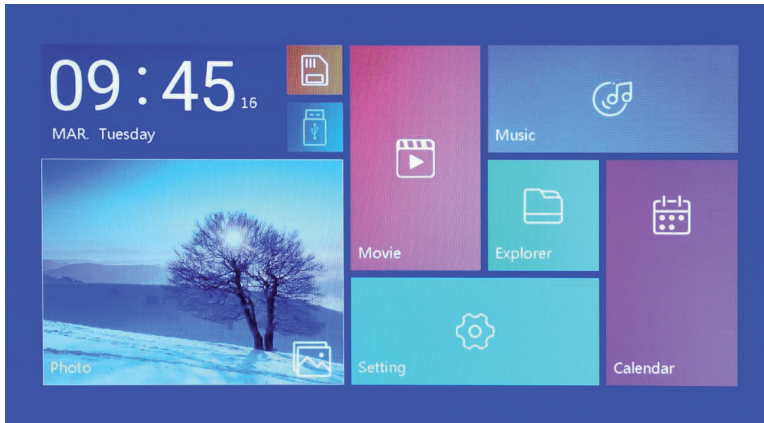 09:45 16
MAR. Tuesday
Music
Movie
Explorer
Photo
Setting
Calendar